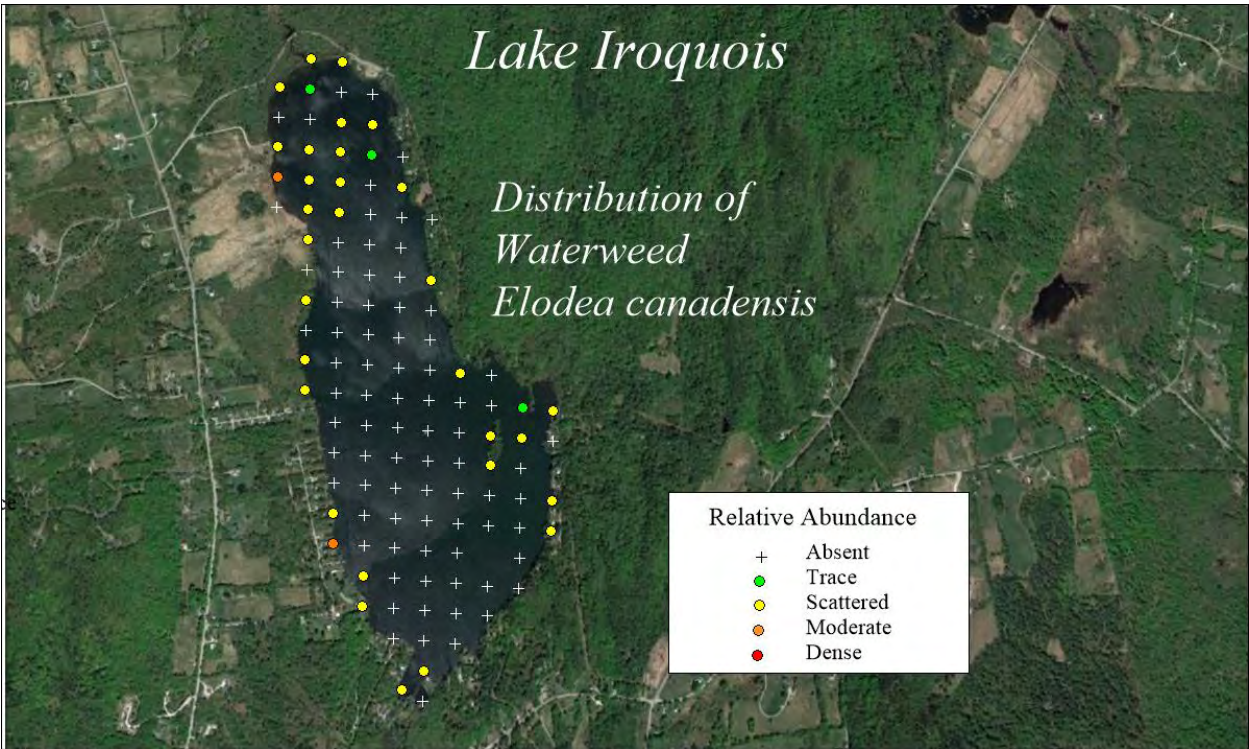 Lake Iroquois
Distribution of
Waterweed
Elodea canadensis
Relative Abundance
Absent
Trace
Scattered
Moderate
Dense